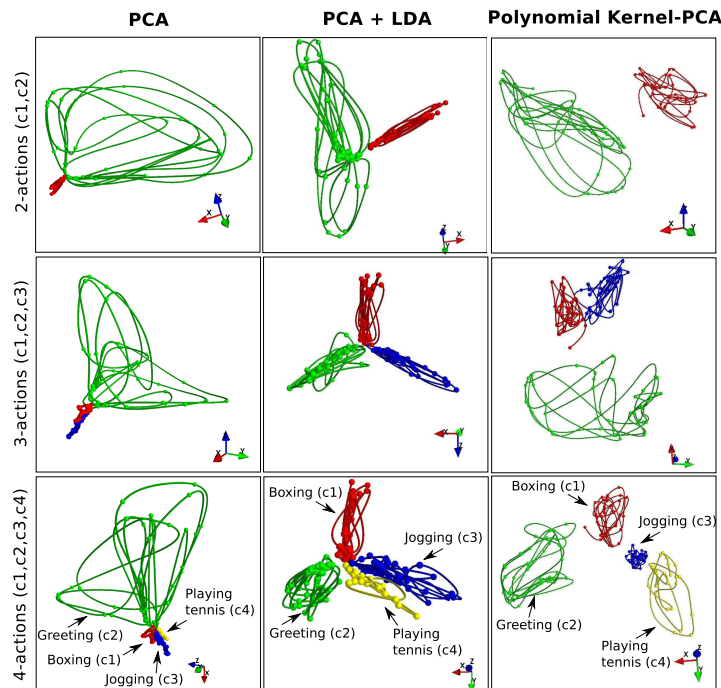 PCA
PCA + LDA
Polynomial Kernel-PCA
2-actions (c1,c2)
X
Z
Y
Z
X
Y
Z
X
Y
3-actions (c1,c2,c3)
Z
X
Y
X
Y
Z
X
Y
4-actions (c1,c2,c3,c4)
Greeting (c2)
Boxing (c1)
Jogging (c3)
Playing
tennis (c4)
Z
Y
X
Boxing (c1)
Jogging (c3)
Greeting (c2)
Playing
tennis (c4)
X
Z
Y
Boxing (c1)
Jogging (c3)
Greeting (c2)
Playing
tennis (c4)
X
Z
Y